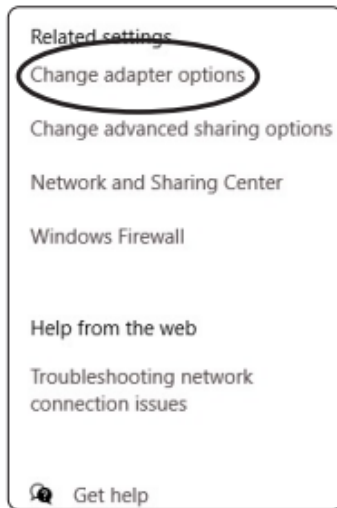 Related settings
Change adapter options
Change advanced sharing options
Network and Sharing Center
Windows Firewall
Help from the web
Troubleshooting network
connection issues
Get help